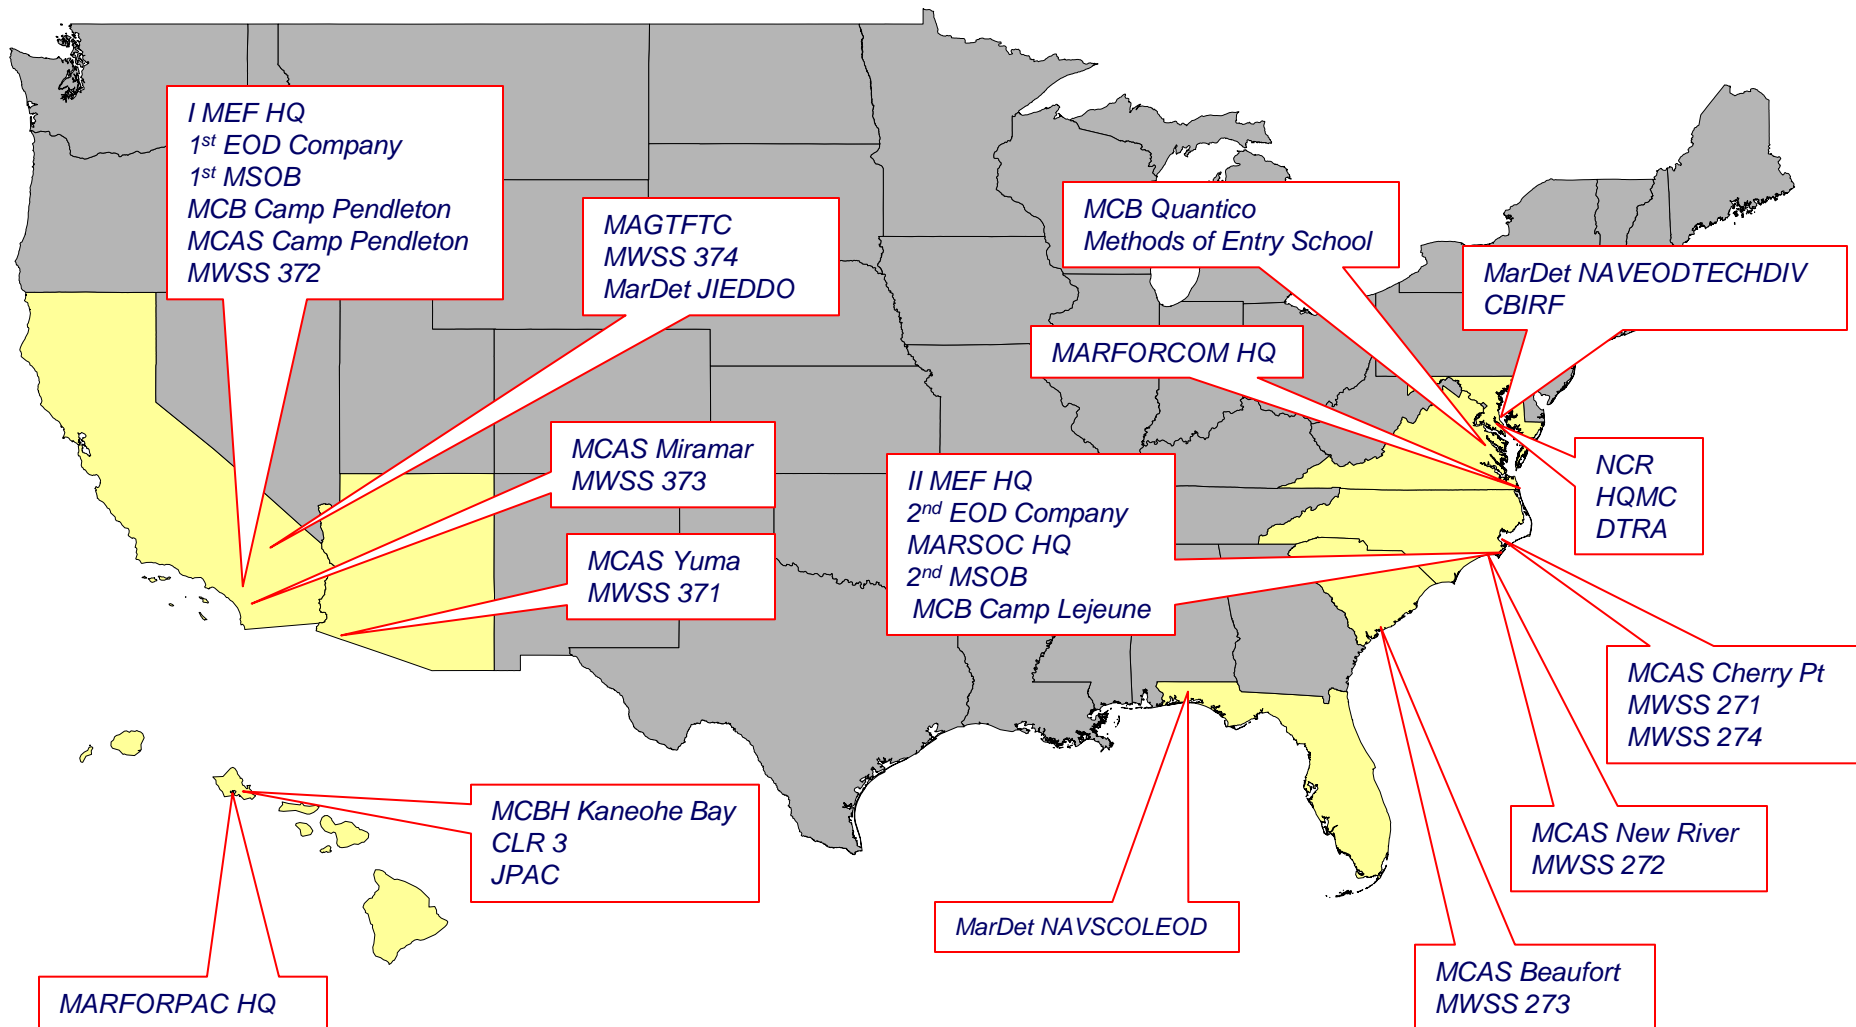 I MEF HQ
1st EOD Company
1st MSOB
MCB Camp Pendleton
MCAS Camp Pendleton
MWSS 372
MAGTFTC
MWSS 374
MarDet JIEDDO
MCB Quantico
Methods of Entry School
MarDet NAVEODTECHDIV
CBIRF
MARFORCOM HQ
MCAS Miramar
MWSS 373
NCR
HQMC
DTRA
II MEF HQ
2nd EOD Company
MARSOC HQ
2nd MSOB
MCB Camp Lejeune
MCAS Yuma
MWSS 371
MCAS Cherry Pt
MWSS 271
MWSS 274
MCBH Kaneohe Bay
CLR 3
JPAC
MCAS New River
MWSS 272
MarDet NAVSCOLEOD
MCAS Beaufort
MWSS 273
MARFORPAC HQ